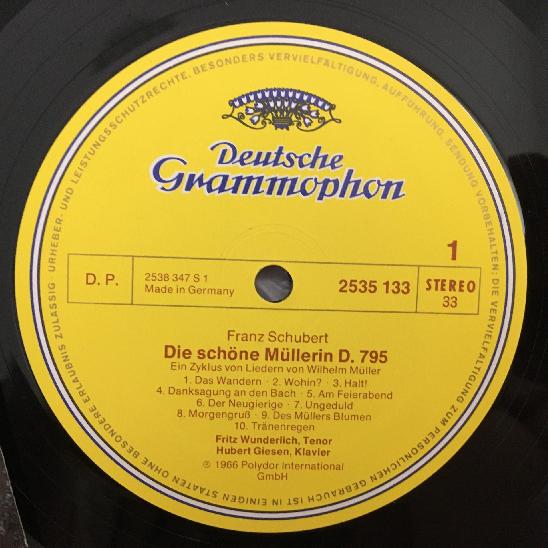 URHEBER- UND LEISTUNGSSCHUTZRECHTE, BESONDERS VERVIELFÄLTIGUNG, AUFFÜHRUNG, SENDUNG VORBEHALTEN; DIE VERVIELFÄLTIGUNG ZUM PERSÖNLICHEN GEBRAUCH IST IN EINIGEN STAATEN OHNE BESONDERE ERLAUBNIS ZULÄSSIG ·
Deutsche
Grammophon
1
D. P.
2538 347 S 1
Made in Germany
2535 133
STEREO
33
Franz Schubert
Die schöne Müllerin D. 795
Ein Zyklus von Liedern von Wilhelm Müller
1. Das Wandern · 2. Wohin? · 3. Halt!
4. Danksagung an den Bach · 5. Am Feierabend
6. Der Neugierige · 7. Ungeduld
8. Morgengruß · 9. Des Müllers Blumen
10. Tränenregen
Fritz Wunderlich, Tenor
Hubert Giesen, Klavier
℗ 1966 Polydor International
GmbH